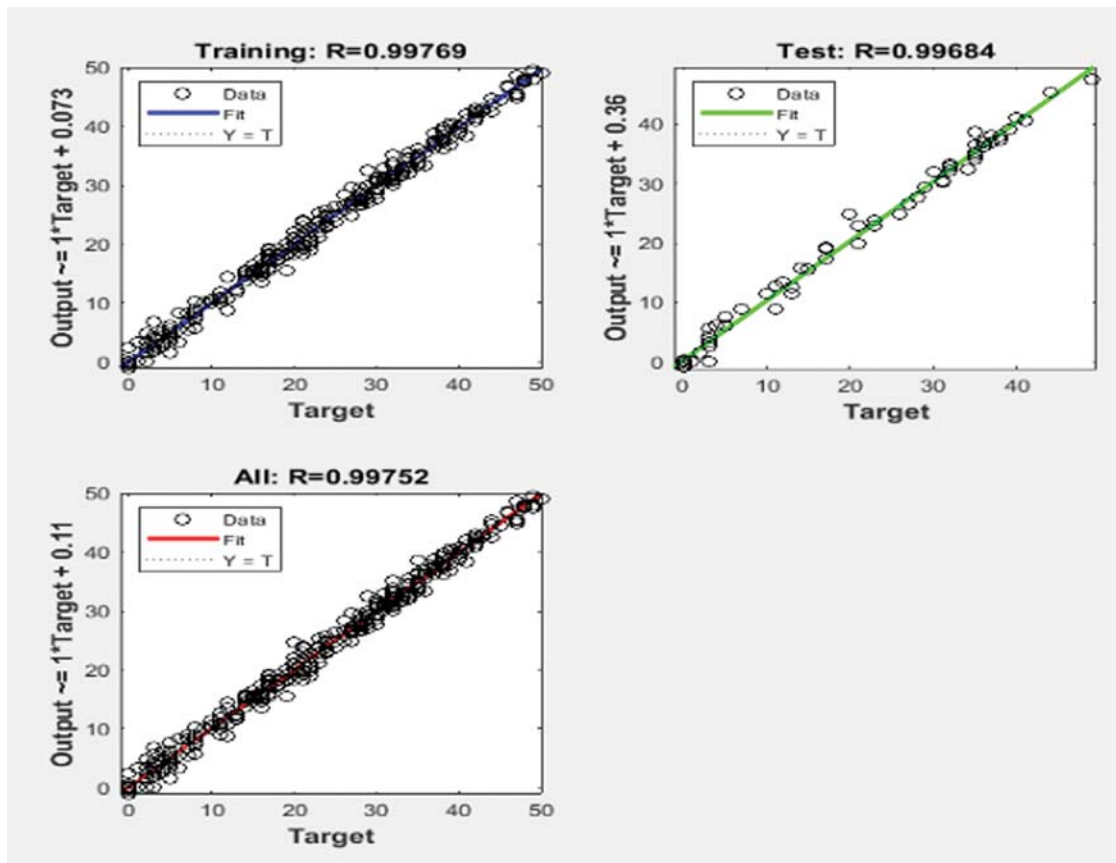 Training: R=0.99769
Output ~= 1*Target + 0.073
50
40
30
20
10
0
Data
Fit
Y = T
0 10 20 30 40 50
Target
Test: R=0.99684
Output ~= 1*Target + 0.36
40
30
20
10
0
Data
Fit
Y = T
0 10 20 30 40
Target
All: R=0.99752
Output ~= 1*Target + 0.11
50
40
30
20
10
0
Data
Fit
Y = T
0 10 20 30 40 50
Target